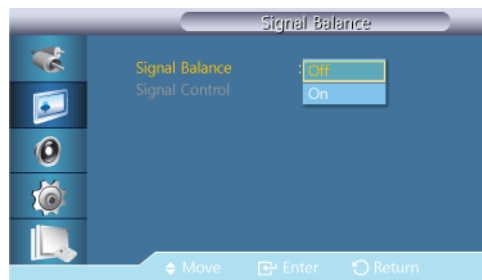 Signal Balance
Signal Balance : Off
Signal Control On
Move Enter Return